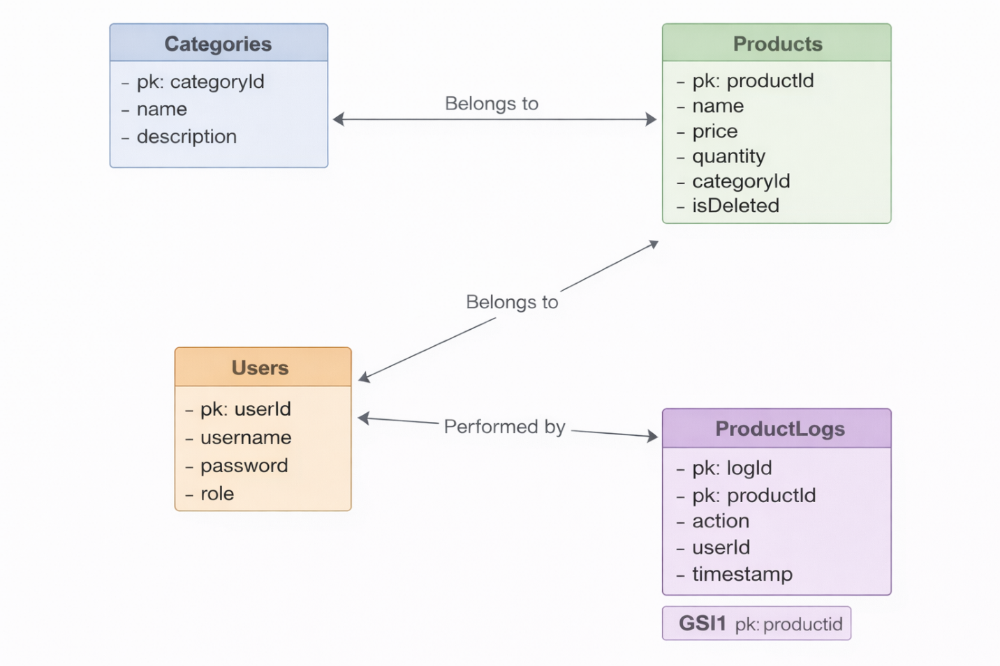 Categories
- pk: categoryId
- name
- description
Belongs to
Products
- pk: productId
- name
- price
- quantity
- categoryId
- isDeleted
Belongs to
Users
- pk: userId
- username
- password
- role
Performed by
ProductLogs
- pk: logId
- pk: productId
- action
- userId
- timestamp
GSI1 pk: productid